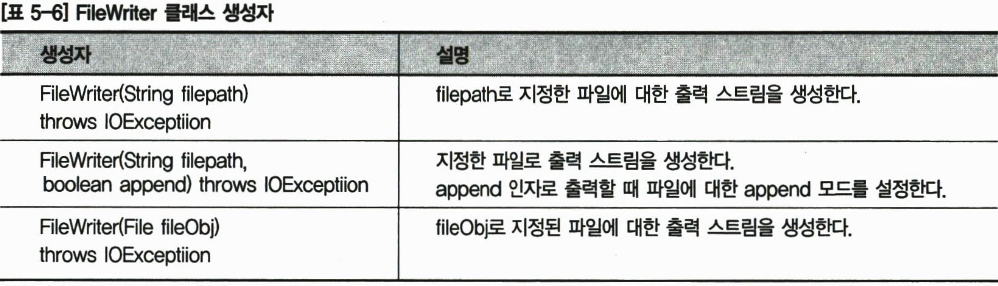 [표 5-6] FileWriter 클래스 생성자
생성자
설명
FileWriter(String filepath)
throws IOExceptiion
filepath로 지정한 파일에 대한 출력 스트림을 생성한다.
FileWriter(String filepath,
boolean append) throws IOExceptiion
지정한 파일로 출력 스트림을 생성한다.
append 인자로 출력할 때 파일에 대한 append 모드를 설정한다.
FileWriter(File fileObj)
throws IOExceptiion
fileObj로 지정된 파일에 대한 출력 스트림을 생성한다.